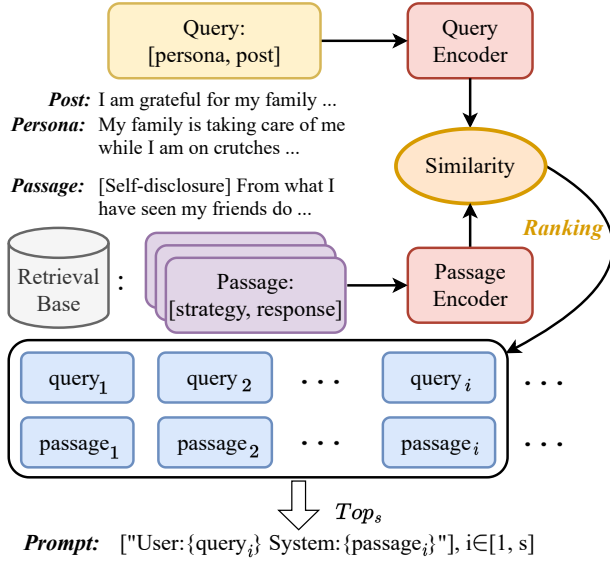 Query:
[persona, post]
Query
Encoder
Post: I am grateful for my family ...
Persona: My family is taking care of me
while I am on crutches ...
Similarity
Passage: [Self-disclosure] From what I
have seen my friends do ...
Ranking
Retrieval
Base
:
Passage:
[strategy, response]
Passage
Encoder
query₁ query₂ ... queryᵢ ...
passage₁ passage₂ ... passageᵢ ...
Topₛ
Prompt: ["User:{queryᵢ} System:{passageᵢ}"], i∈[1, s]